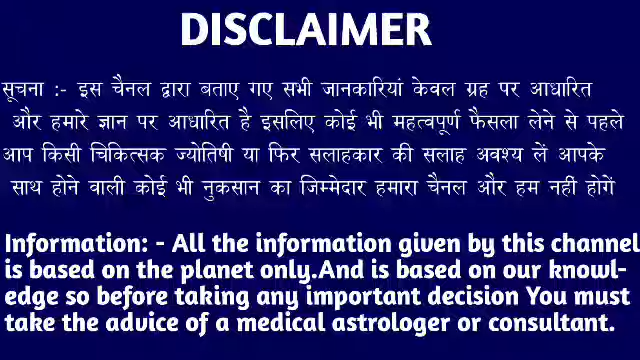 DISCLAIMER
सूचना :- इस चैनल द्वारा बताए गए सभी जानकारियां केवल ग्रह पर आधारित
और हमारे ज्ञान पर आधारित है इसलिए कोई भी महत्वपूर्ण फैसला लेने से पहले
आप किसी चिकित्सक ज्योतिषी या फिर सलाहकार की सलाह अवश्य लें आपके
साथ होने वाली कोई भी नुकसान का जिम्मेदार हमारा चैनल और हम नहीं होगें
Information: - All the information given by this channel
is based on the planet only.And is based on our knowl-
edge so before taking any important decision You must
take the advice of a medical astrologer or consultant.